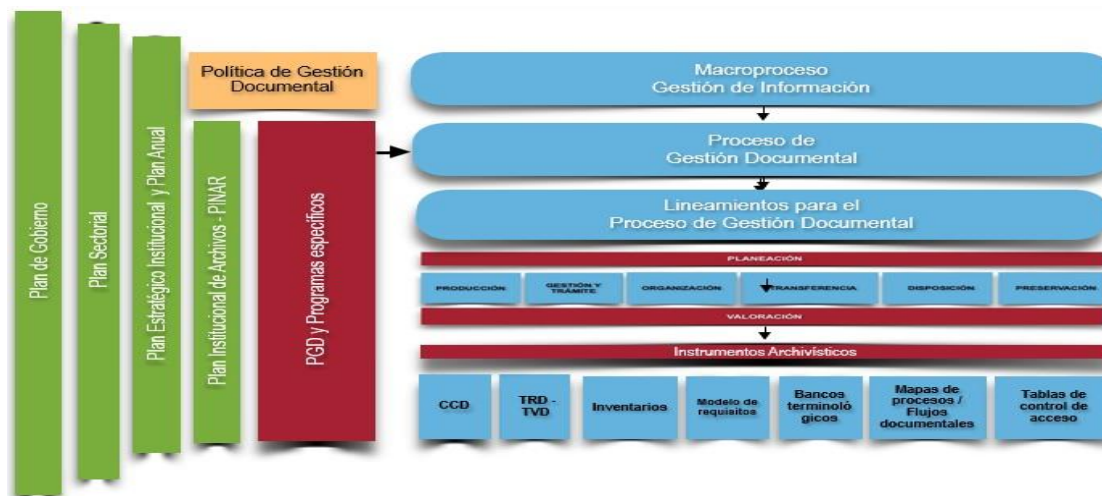 Plan de Gobierno
Plan Sectorial
Plan Estratégico Institucional y Plan Anual
Política de Gestión
Documental
Plan Institucional de Archivos - PINAR
PGD y Programas específicos
Macroproceso
Gestión de Información
Proceso de
Gestión Documental
Lineamientos para el
Proceso de Gestión Documental
PLANEACIÓN
PRODUCCIÓN
GESTIÓN Y
TRÁMITE
ORGANIZACIÓN
TRANSFERENCIA
DISPOSICIÓN
PRESERVACIÓN
VALORACIÓN
Instrumentos Archivísticos
CCD
TRD -
TVD
Inventarios
Modelo de
requisitos
Bancos
terminoló
gicos
Mapas de
procesos /
Flujos
documentales
Tablas de
control de
acceso